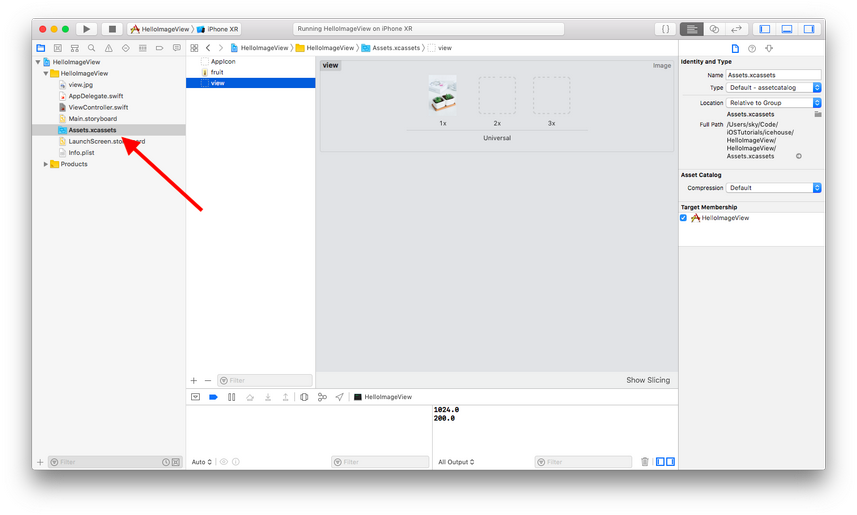 HelloImageView
iPhone XR
Running HelloImageView on iPhone XR
{ }
HelloImageView
HelloImageView
Assets.xcassets
view
HelloImageView
HelloImageView
view.jpg
AppDelegate.swift
ViewController.swift
Main.storyboard
Assets.xcassets
LaunchScreen.sto
rd
Info.plist
Products
Filter
AppIcon
fruit
view
Filter
view
Image
1x
2x
3x
Universal
Show Slicing
HelloImageView
1024.0
200.0
Auto
Filter
All Output
Filter
Identity and Type
Name
Assets.xcassets
Type
Default - assetcatalog
Location
Relative to Group
Assets.xcassets
Full Path
/Users/sky/Code/
iOSTutorials/icehouse/
HelloImageView/
HelloImageView/
Assets.xcassets
Asset Catalog
Compression
Default
Target Membership
HelloImageView